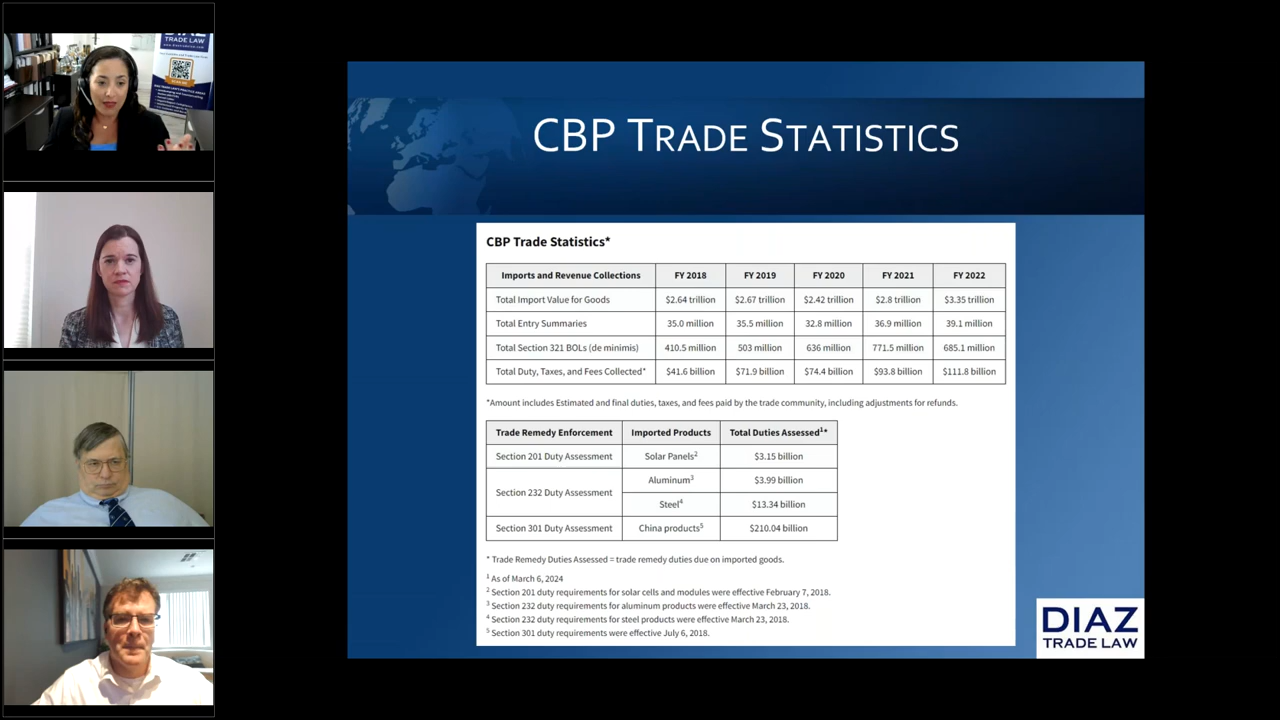 DIAZ
TRADE LAW
CBP TRADE STATISTICS
CBP Trade Statistics*
Imports and Revenue Collections FY 2018 FY 2019 FY 2020 FY 2021 FY 2022
Total Import Value for Goods $2.64 trillion $2.67 trillion $2.42 trillion $2.8 trillion $3.35 trillion
Total Entry Summaries 35.0 million 35.5 million 32.8 million 36.9 million 39.1 million
Total Section 321 BOLs (de minimis) 410.5 million 503 million 636 million 771.5 million 685.1 million
Total Duty, Taxes, and Fees Collected* $41.6 billion $71.9 billion $74.4 billion $93.8 billion $111.8 billion
*Amount includes Estimated and final duties, taxes, and fees paid by the trade community, including adjustments for refunds.
Trade Remedy Enforcement Imported Products Total Duties Assessed1*
Section 201 Duty Assessment Solar Panels2 $3.15 billion
Section 232 Duty Assessment Aluminum3 $3.99 billion
Steel4 $13.34 billion
Section 301 Duty Assessment China products5 $210.04 billion
* Trade Remedy Duties Assessed = trade remedy duties due on imported goods.
1 As of March 6, 2024
2 Section 201 duty requirements for solar cells and modules were effective February 7, 2018.
3 Section 232 duty requirements for aluminum products were effective March 23, 2018.
4 Section 232 duty requirements for steel products were effective March 23, 2018.
5 Section 301 duty requirements were effective July 6, 2018.
DIAZ
TRADE LAW